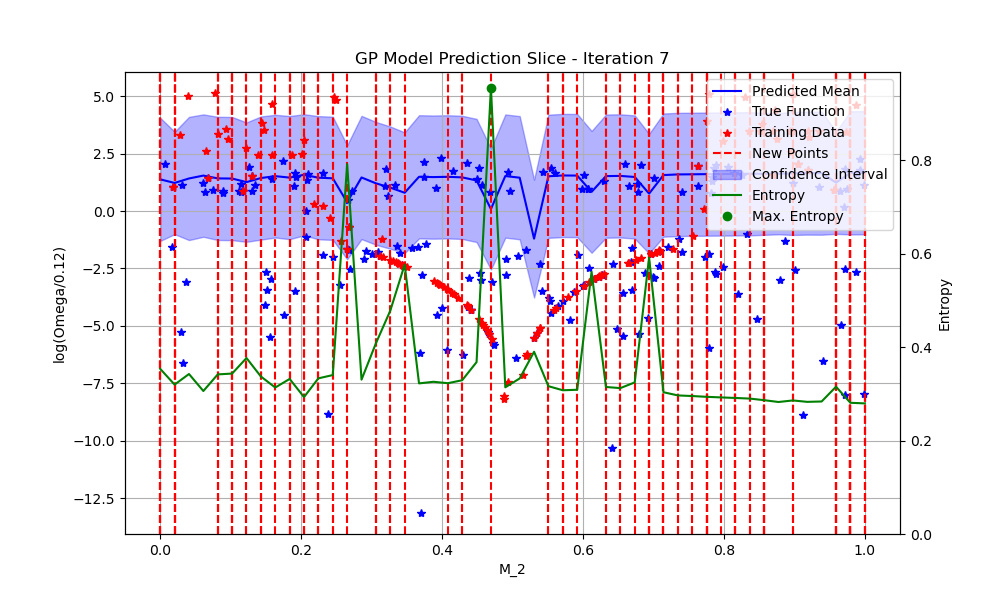 GP Model Prediction Slice - Iteration 7
5.0
2.5
0.0
−2.5
−5.0
−7.5
−10.0
−12.5
log(Omega/0.12)
0.0
0.2
0.4
0.6
0.8
1.0
M_2
0.8
0.6
0.4
0.2
0.0
Entropy
Predicted Mean
True Function
Training Data
New Points
Confidence Interval
Entropy
Max. Entropy